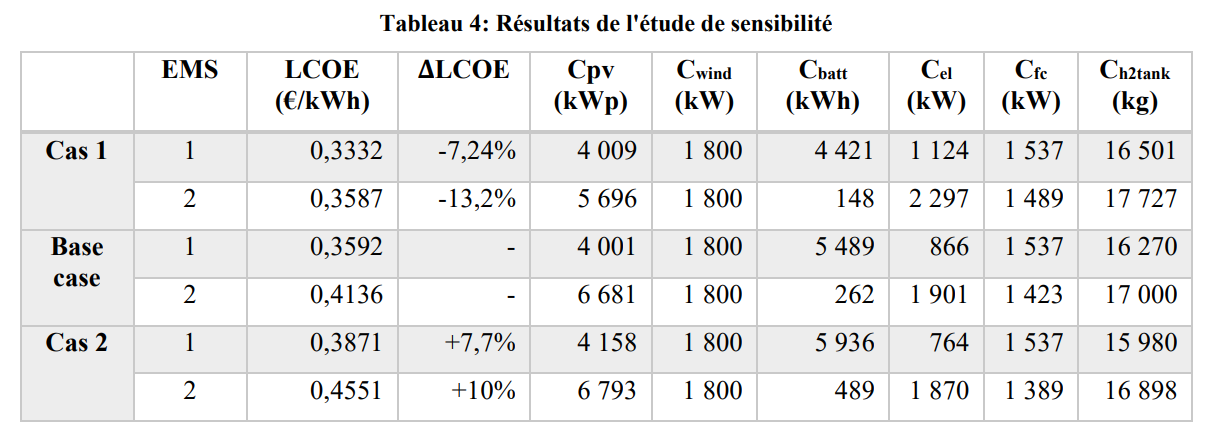 Tableau 4: Résultats de l'étude de sensibilité
EMS LCOE ΔLCOE Cpv Cwind Cbatt Cel Cfc Ch2tank
(€/kWh) (kWp) (kW) (kWh) (kW) (kW) (kg)
Cas 1 1 0,3332 -7,24% 4 009 1 800 4 421 1 124 1 537 16 501
2 0,3587 -13,2% 5 696 1 800 148 2 297 1 489 17 727
Base 1 0,3592 - 4 001 1 800 5 489 866 1 537 16 270
case
2 0,4136 - 6 681 1 800 262 1 901 1 423 17 000
Cas 2 1 0,3871 +7,7% 4 158 1 800 5 936 764 1 537 15 980
2 0,4551 +10% 6 793 1 800 489 1 870 1 389 16 898